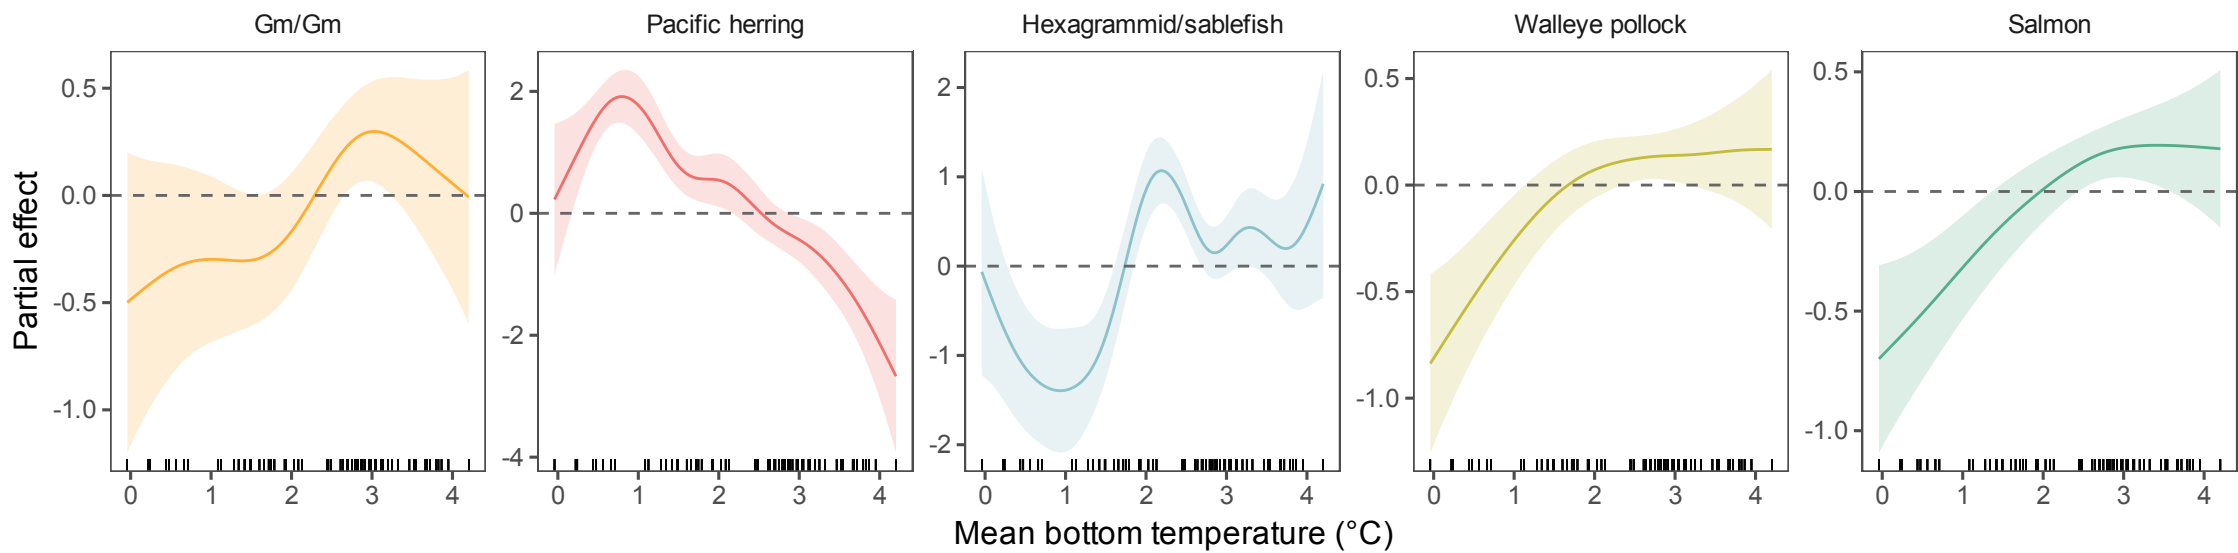 Gm/Gm Pacific herring Hexagrammid/sablefish Walleye pollock Salmon
Partial effect
0.5
0.0
-0.5
-1.0
0 1 2 3 4
2
0
-2
-4
0 1 2 3 4
2
1
0
-1
-2
0 1 2 3 4
0.5
0.0
-0.5
-1.0
0 1 2 3 4
0.5
0.0
-0.5
-1.0
0 1 2 3 4
Mean bottom temperature (°C)